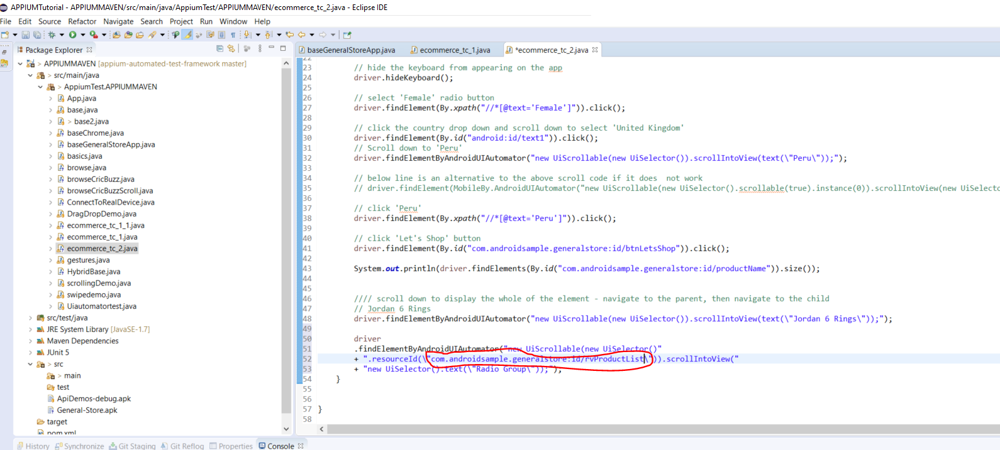 APPIUMTutorial - APPIUMMAVEN/src/main/java/AppiumTest/APPIUMMAVEN/ecommerce_tc_2.java - Eclipse IDE
File Edit Source Refactor Navigate Search Project Run Window Help
Package Explorer
> APPIUMMAVEN [appium-automated-test-framework master]
> src/main/java
> AppiumTest.APPIUMMAVEN
App.java
base.java
> base2.java
baseChrome.java
baseGeneralStoreApp.java
basics.java
browse.java
browseCricBuzz.java
browseCricBuzzScroll.java
ConnectToRealDevice.java
DragDropDemo.java
ecommerce_tc_1_1.java
ecommerce_tc_1.java
ecommerce_tc_2.java
gestures.java
HybridBase.java
scrollingDemo.java
swipedemo.java
Uiautomatortest.java
src/test/java
JRE System Library [JavaSE-1.7]
Maven Dependencies
JUnit 5
> src
> main
test
ApiDemos-debug.apk
General-Store.apk
target
pom.xml
baseGeneralStoreApp.java ecommerce_tc_1.java *ecommerce_tc_2.java
22
23 // hide the keyboard from appearing on the app
24 driver.hideKeyboard();
25
26 // select 'Female' radio button
27 driver.findElement(By.xpath("//*[@text='Female']")).click();
28
29 // click the country drop down and scroll down to select 'United Kingdom'
30 driver.findElement(By.id("android:id/text1")).click();
31 // Scroll down to 'Peru'
32 driver.findElementByAndroidUIAutomator("new UiScrollable(new UiSelector()).scrollIntoView(text(\"Peru\"));");
33
34 // below line is an alternative to the above scroll code if it does  not work
35 // driver.findElement(MobileBy.AndroidUIAutomator("new UiScrollable(new UiSelector().scrollable(true).instance(0)).scrollIntoView(new UiSelecto
36
37 // click 'Peru'
38 driver.findElement(By.xpath("//*[@text='Peru']")).click();
39
40 // click 'Let's Shop' button
41 driver.findElement(By.id("com.androidsample.generalstore:id/btnLetsShop")).click();
42
43 System.out.println(driver.findElements(By.id("com.androidsample.generalstore:id/productName")).size());
44
45
46 //// scroll down to display the whole of the element - navigate to the parent, then navigate to the child
47 // Jordan 6 Rings
48 driver.findElementByAndroidUIAutomator("new UiScrollable(new UiSelector()).scrollIntoView(text(\"Jordan 6 Rings\"));");
49
50 driver
51 .findElementByAndroidUIAutomator("new UiScrollable(new UiSelector()"
52 + ".resourceId(\"com.androidsample.generalstore:id/rvProductList\")).scrollIntoView("
53 + "new UiSelector().text(\"Radio Group\"));");
54 }
55
56
57 }
58
History Synchronize Git Staging Git Reflog Properties Console